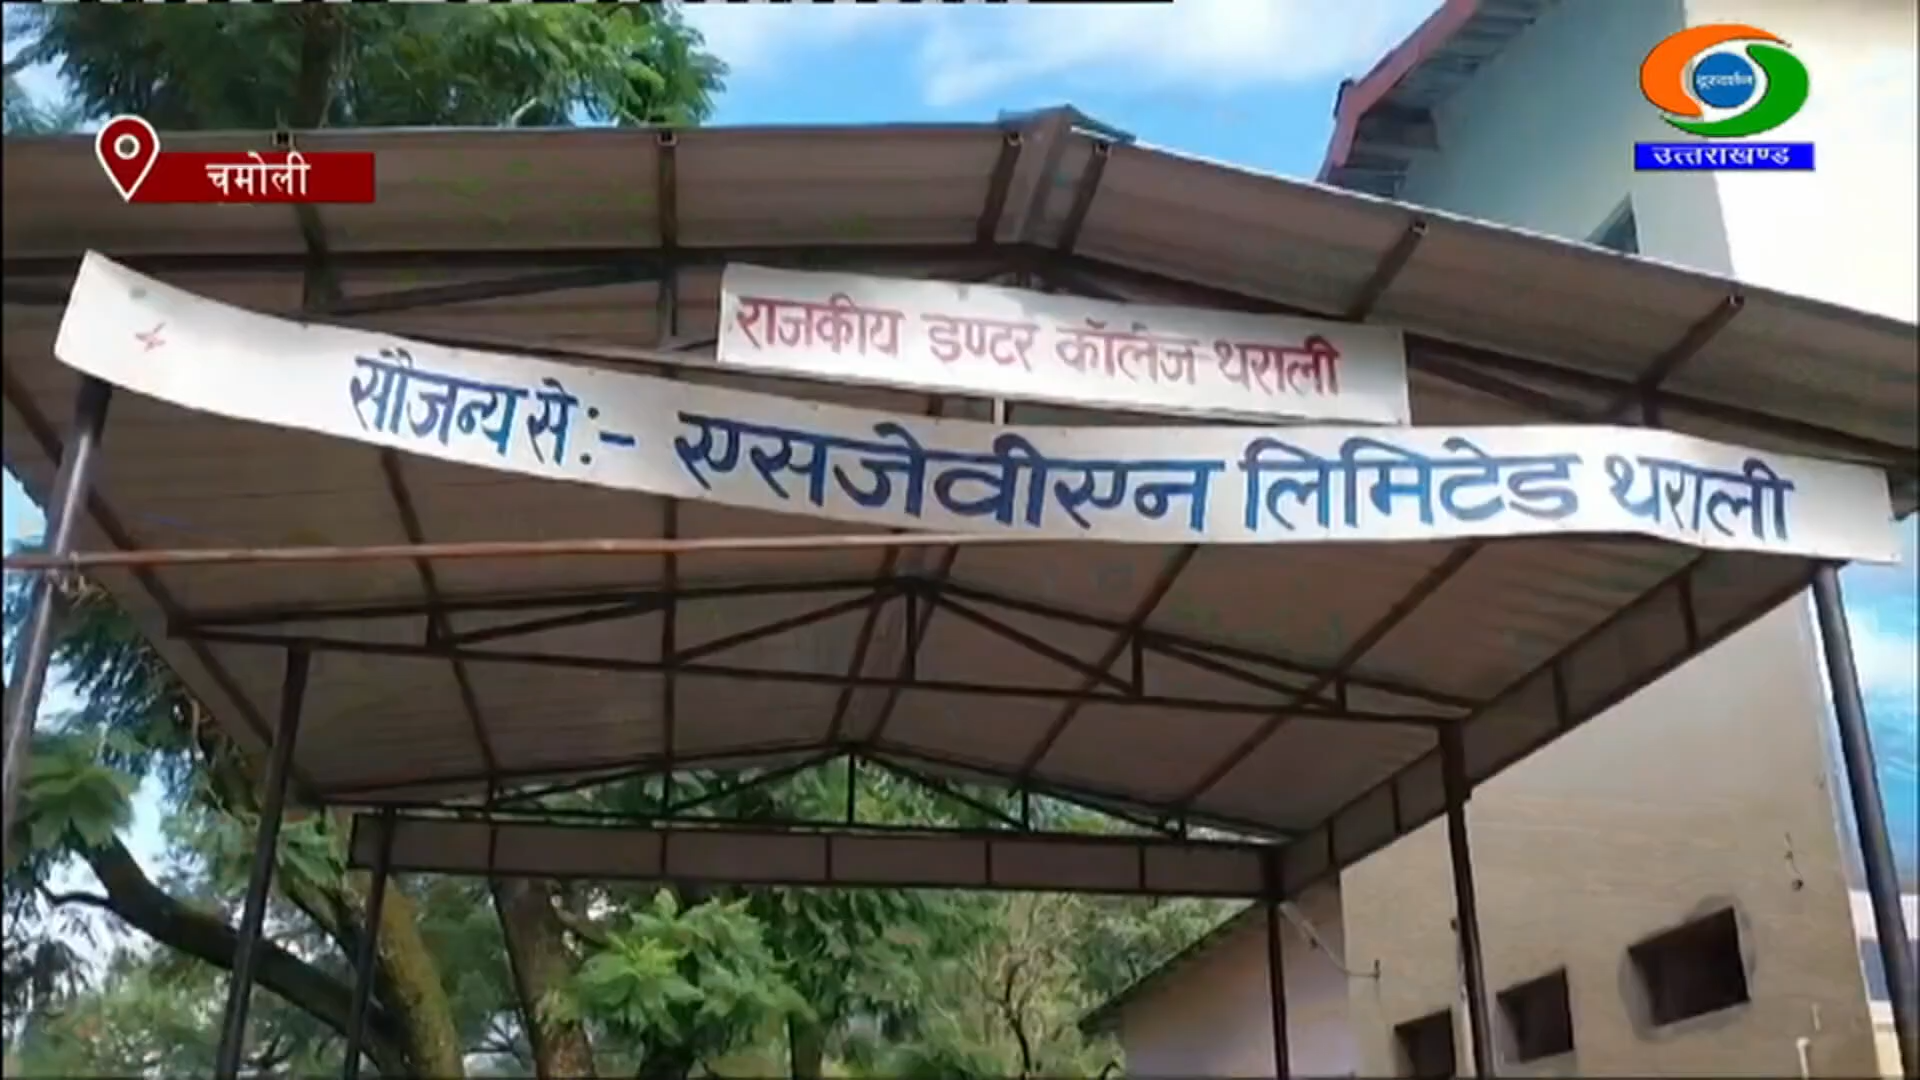 दूरदर्शन
उत्तराखण्ड
चमोली
राजकीय इण्टर कॉलेज थराली
सौजन्य से:- एसजेवीएन लिमिटेड थराली